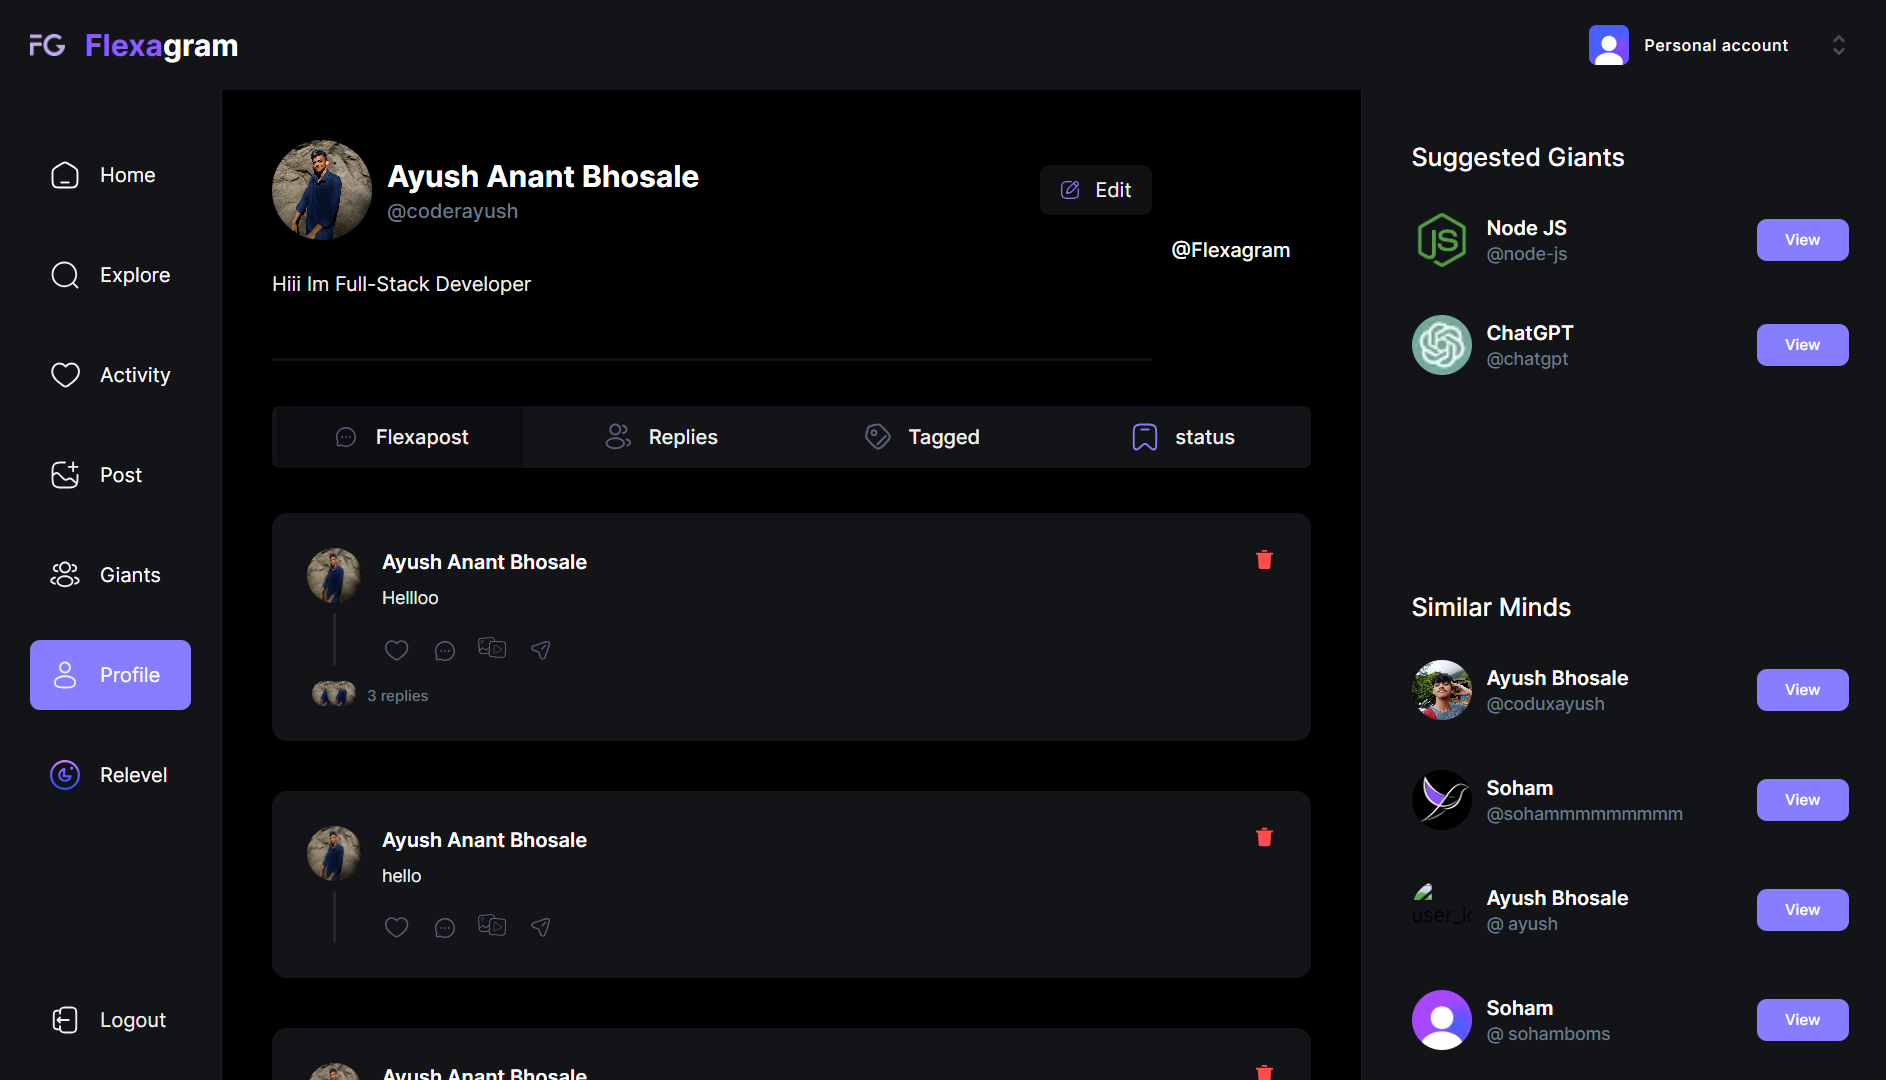 FG Flexagram
Personal account
Home
Explore
Activity
Post
Giants
Profile
Relevel
Logout
Ayush Anant Bhosale
@coderayush
Edit
@Flexagram
Hiii Im Full-Stack Developer
Flexapost
Replies
Tagged
status
Ayush Anant Bhosale
Hellloo
3 replies
Ayush Anant Bhosale
hello
Ayush Anant Bhosale
Suggested Giants
JS
Node JS
@node-js
View
ChatGPT
@chatgpt
View
Similar Minds
Ayush Bhosale
@coduxayush
View
Soham
@sohammmmmmmmm
View
Ayush Bhosale
@ ayush
View
Soham
@ sohamboms
View